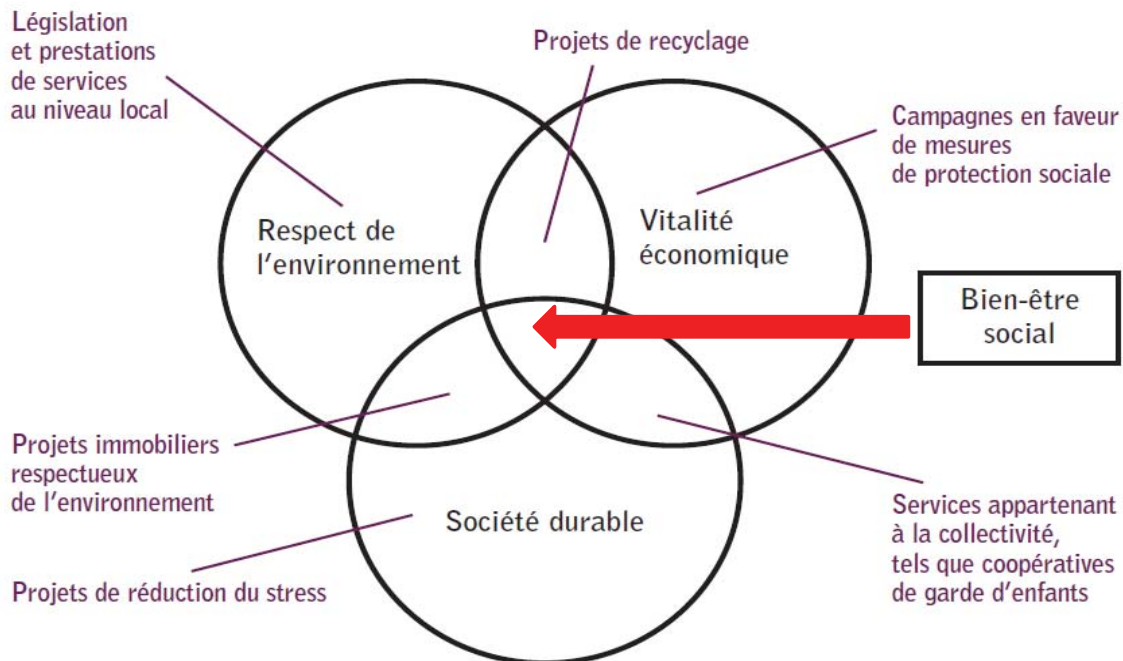 Législation
et prestations
de services
au niveau local
Projets de recyclage
Campagnes en faveur
de mesures
de protection sociale
Respect de
l'environnement
Vitalité
économique
Bien-être
social
Projets immobiliers
respectueux
de l'environnement
Société durable
Services appartenant
à la collectivité,
tels que coopératives
de garde d'enfants
Projets de réduction du stress